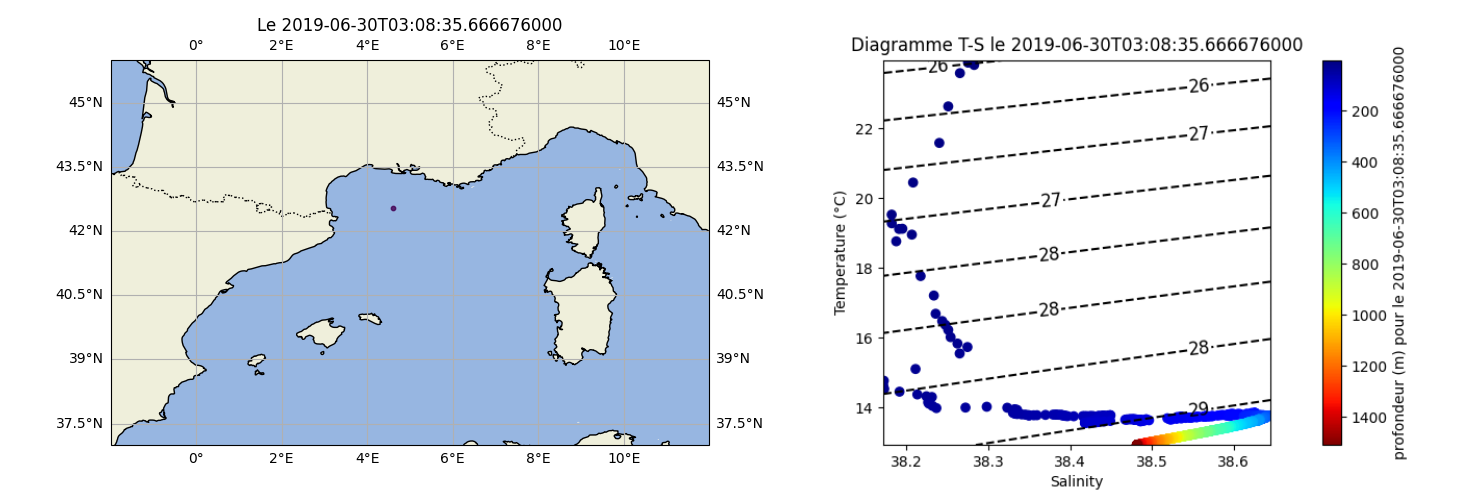 Le 2019-06-30T03:08:35.666676000
0° 2°E 4°E 6°E 8°E 10°E
45°N 45°N
43.5°N 43.5°N
42°N 42°N
40.5°N 40.5°N
39°N 39°N
37.5°N 37.5°N
0° 2°E 4°E 6°E 8°E 10°E
Diagramme T-S le 2019-06-30T03:08:35.666676000
26
26
27
27
28
28
28
29
22
20
18
16
14
Temperature (°C)
38.2 38.3 38.4 38.5 38.6
Salinity
200
400
600
800
1000
1200
1400
profondeur (m) pour le 2019-06-30T03:08:35.666676000